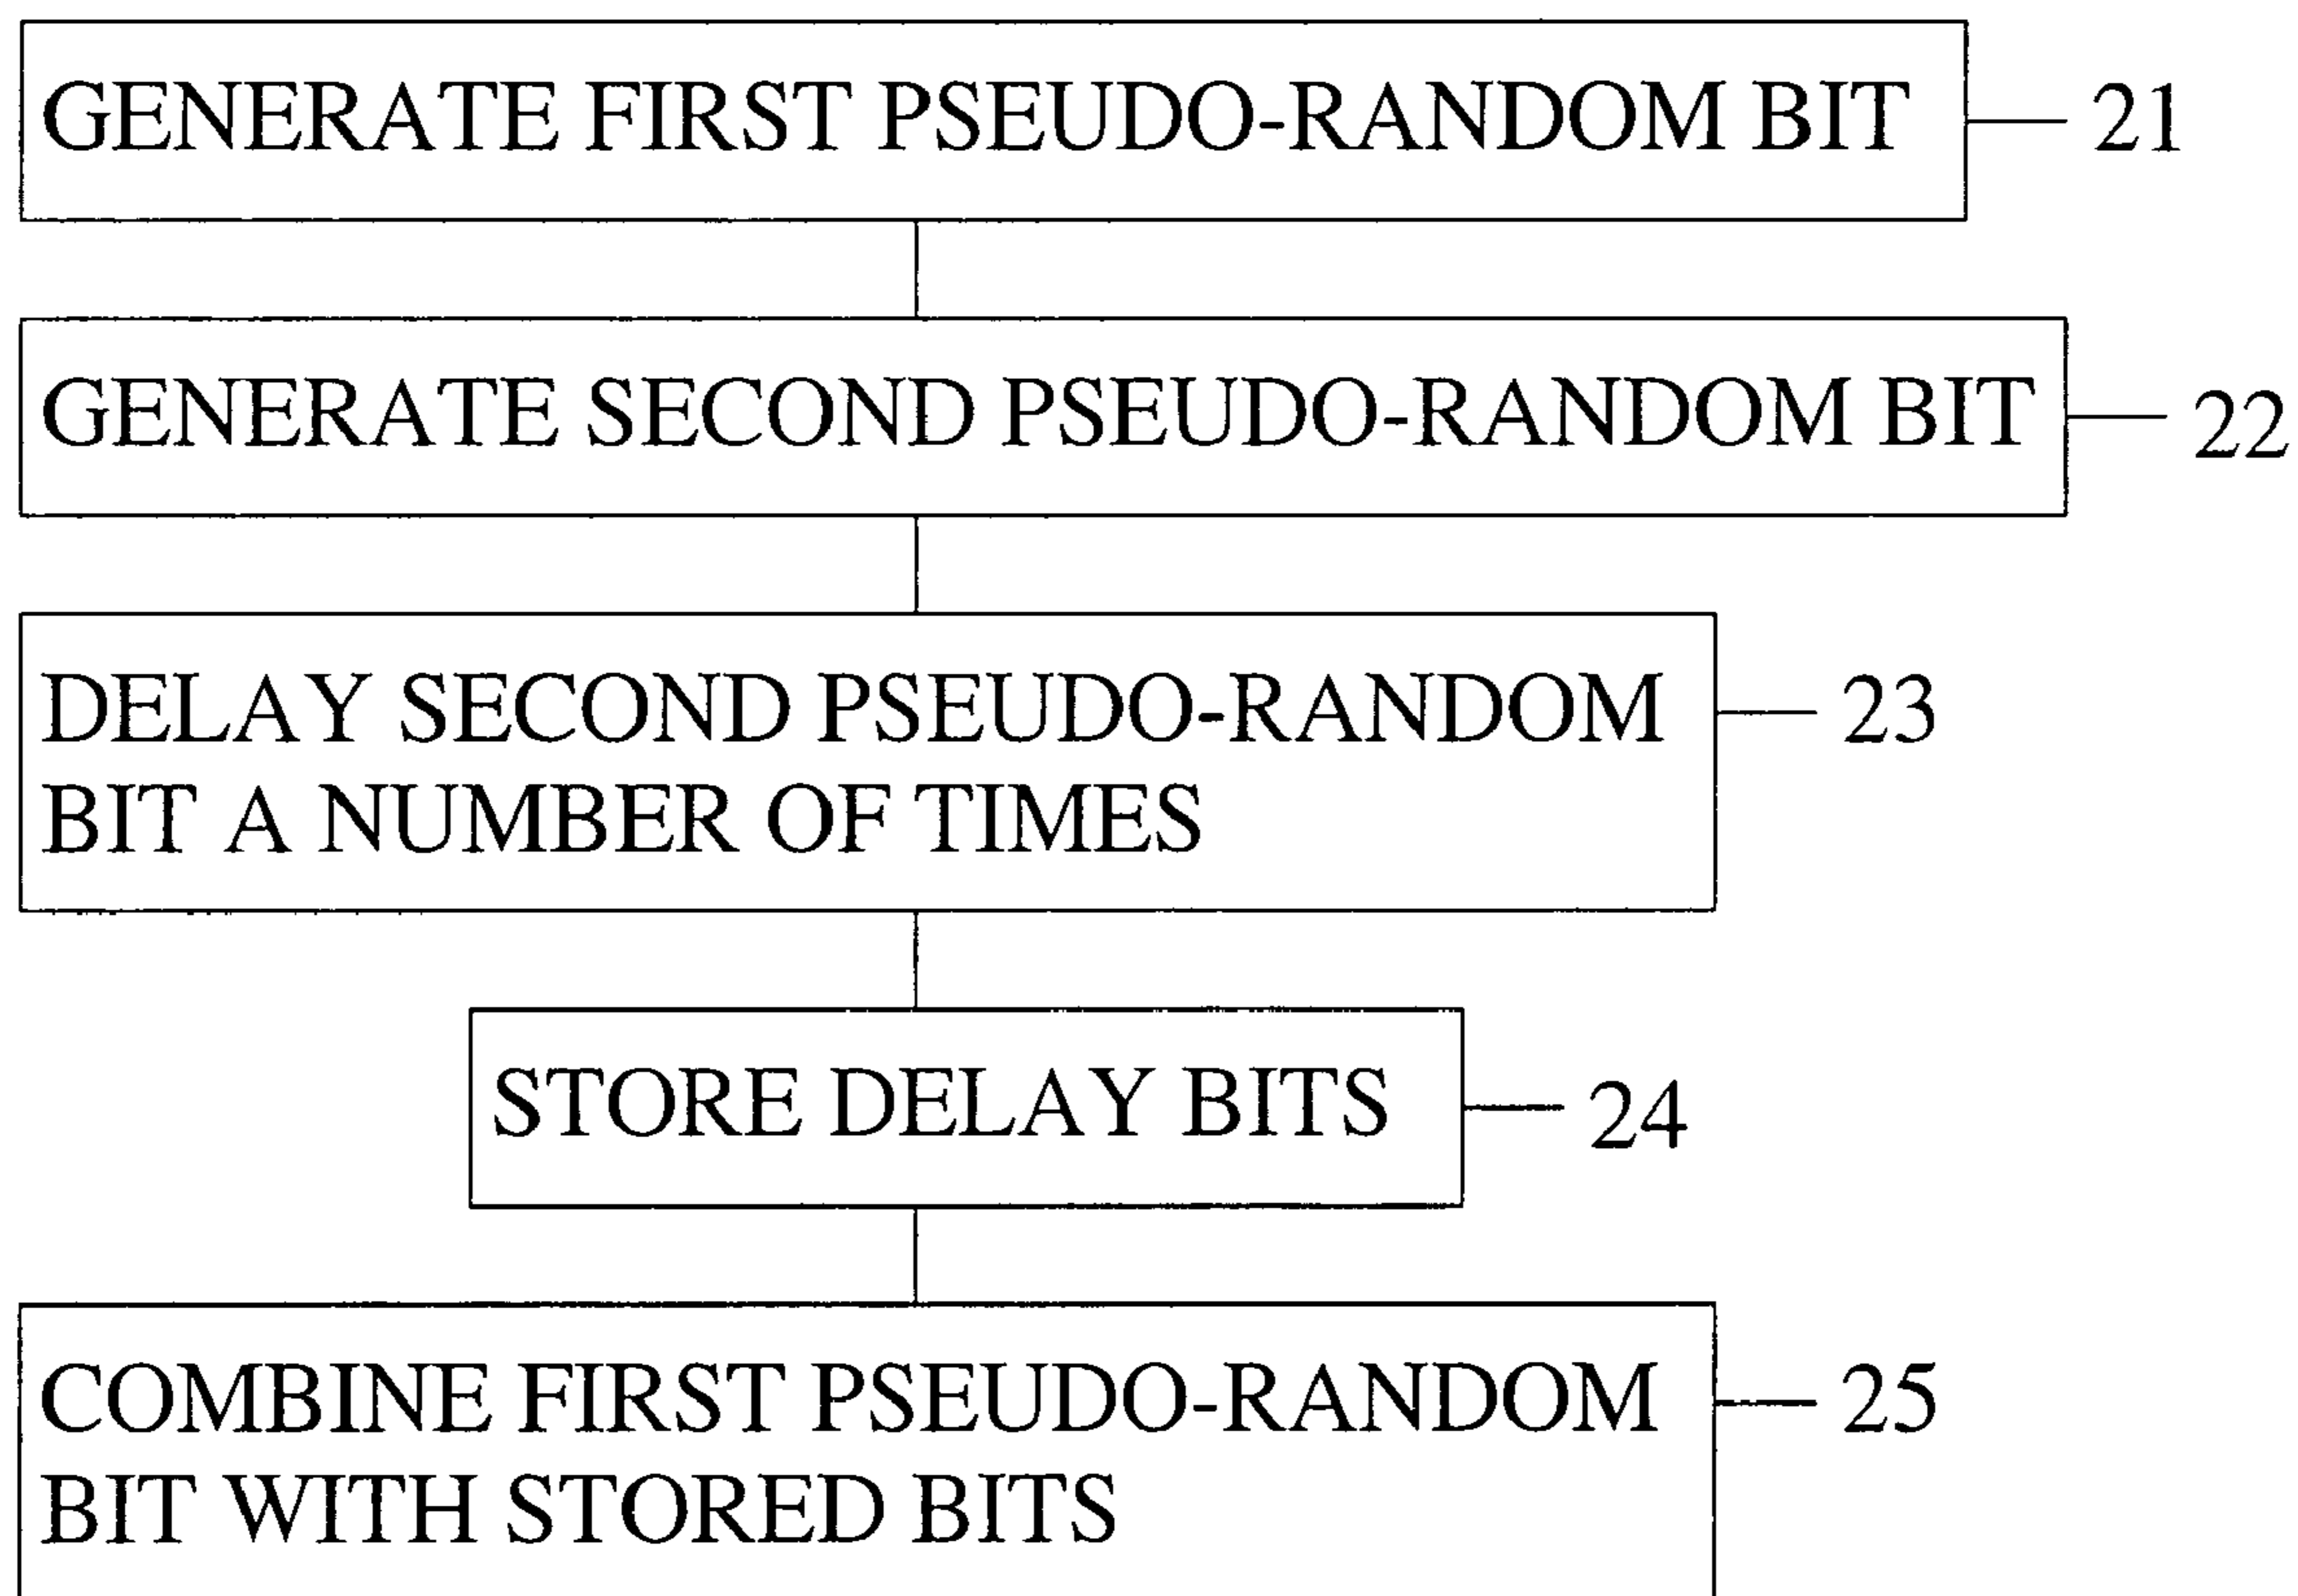 GENERATE FIRST PSEUDO-RANDOM BIT
21
GENERATE SECOND PSEUDO-RANDOM BIT
22
DELAY SECOND PSEUDO-RANDOM
BIT A NUMBER OF TIMES
23
STORE DELAY BITS
24
COMBINE FIRST PSEUDO-RANDOM
BIT WITH STORED BITS
25